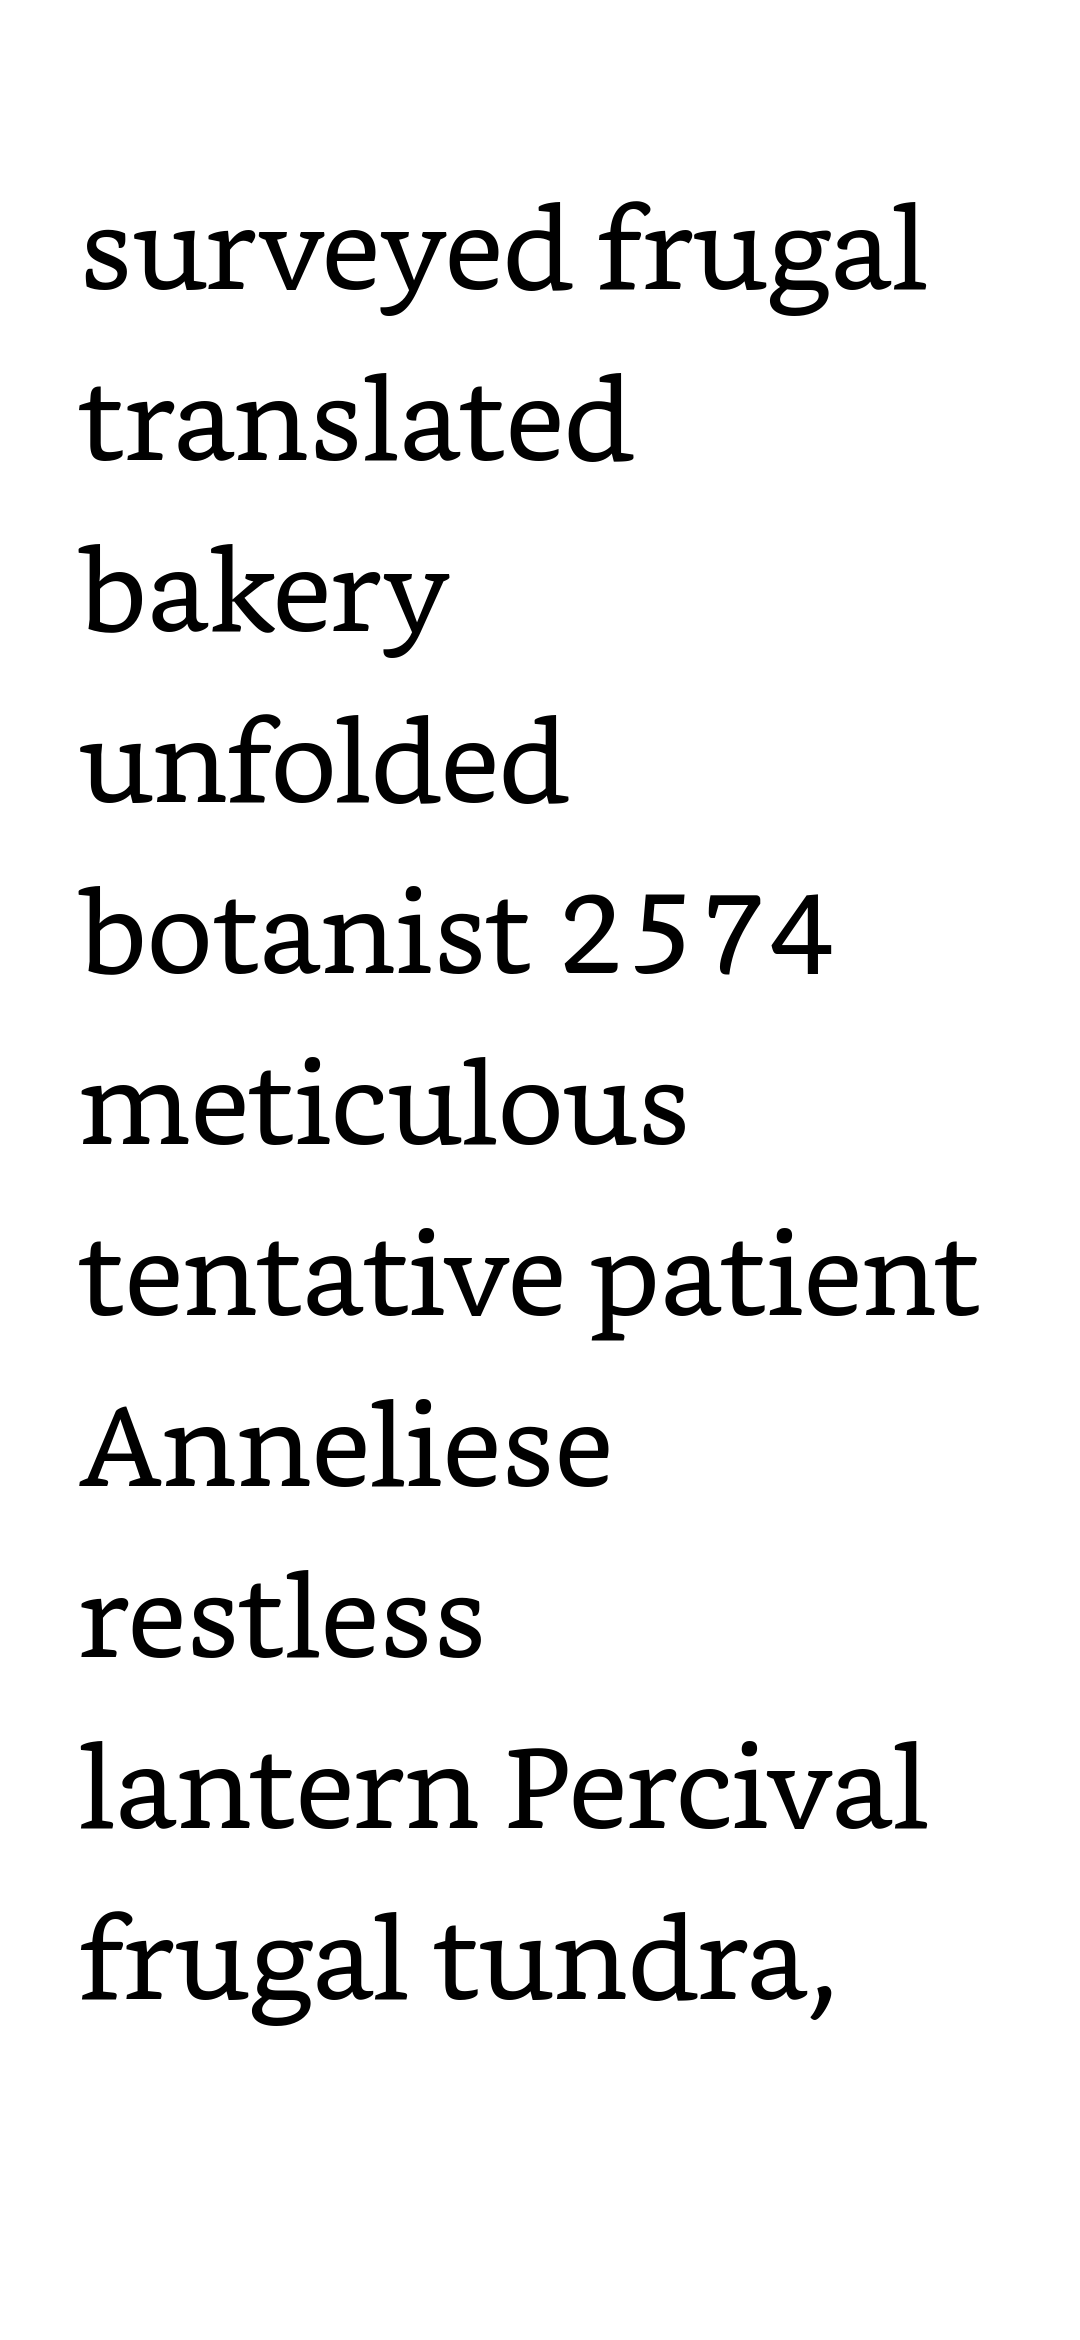 surveyed frugal
translated
bakery
unfolded
botanist 2574
meticulous
tentative patient
Anneliese
restless
lantern Percival
frugal tundra,